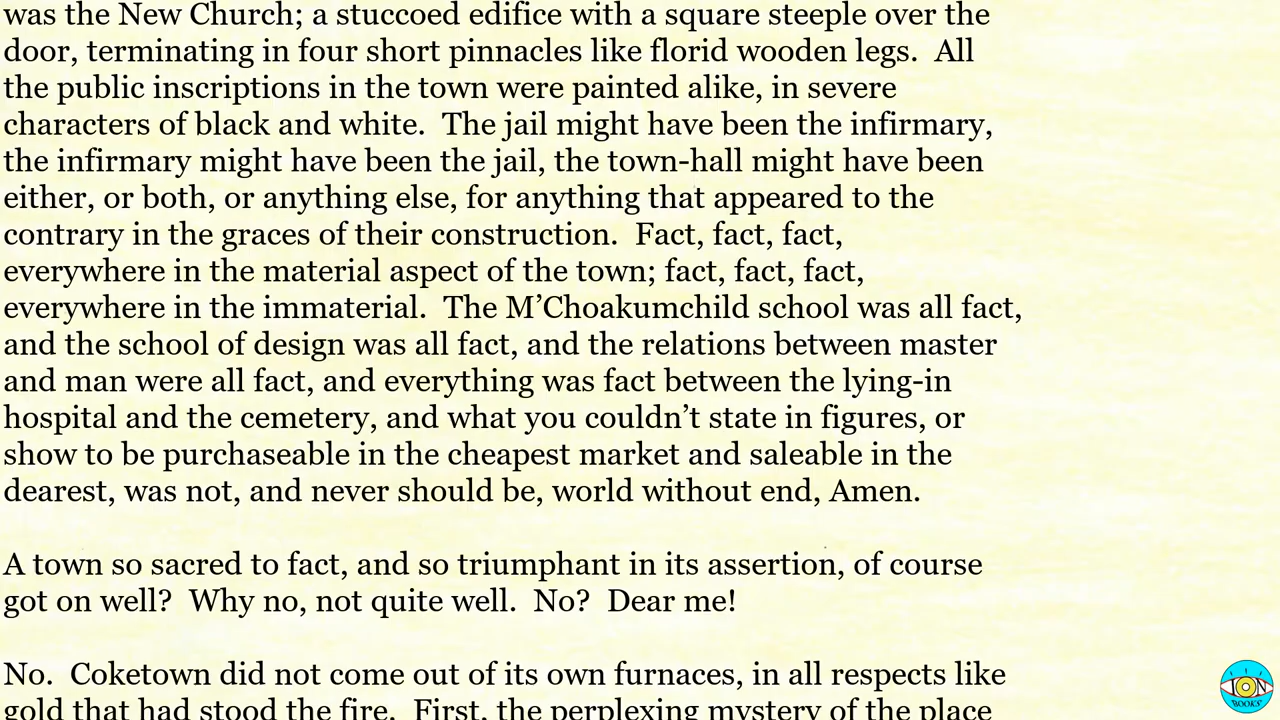 was the New Church; a stuccoed edifice with a square steeple over the
door, terminating in four short pinnacles like florid wooden legs.  All
the public inscriptions in the town were painted alike, in severe
characters of black and white.  The jail might have been the infirmary,
the infirmary might have been the jail, the town-hall might have been
either, or both, or anything else, for anything that appeared to the
contrary in the graces of their construction.  Fact, fact, fact,
everywhere in the material aspect of the town; fact, fact, fact,
everywhere in the immaterial.  The M’Choakumchild school was all fact,
and the school of design was all fact, and the relations between master
and man were all fact, and everything was fact between the lying-in
hospital and the cemetery, and what you couldn’t state in figures, or
show to be purchaseable in the cheapest market and saleable in the
dearest, was not, and never should be, world without end, Amen.
A town so sacred to fact, and so triumphant in its assertion, of course
got on well?  Why no, not quite well.  No?  Dear me!
No.  Coketown did not come out of its own furnaces, in all respects like
gold that had stood the fire.  First, the perplexing mystery of the place
ION
BOOKS